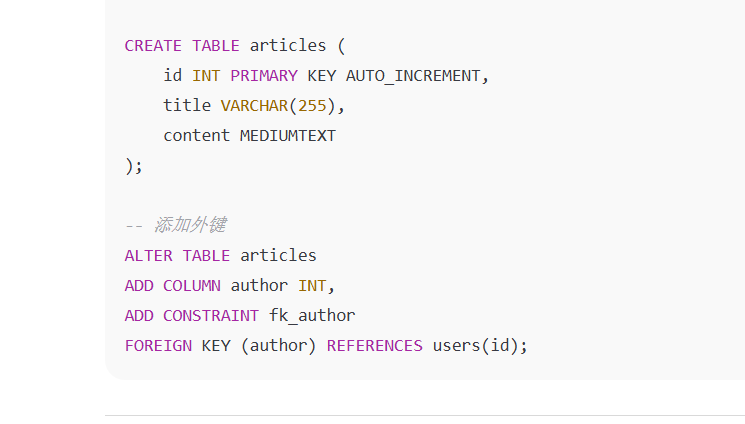 CREATE TABLE articles (
    id INT PRIMARY KEY AUTO_INCREMENT,
    title VARCHAR(255),
    content MEDIUMTEXT
);
-- 添加外键
ALTER TABLE articles
ADD COLUMN author INT,
ADD CONSTRAINT fk_author
FOREIGN KEY (author) REFERENCES users(id);